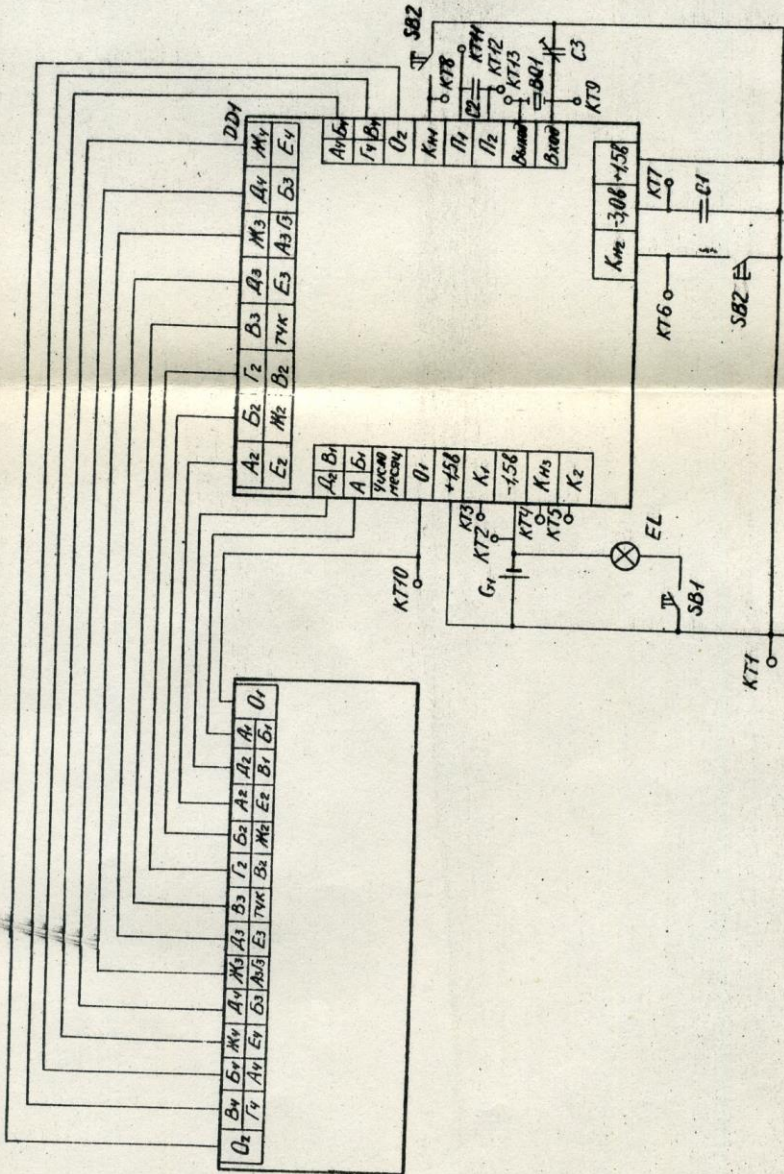 О2 В4 Б4 Ж4 Д4 Ж3 Д3 В3 Г2 Б2 А2 Д2 А1 О1
Г4 А4 Е4 Б3 А3Г3 Е3 ТЧК В2 Ж2 Е2 В1 Б1
DD1
А2 Б2 Г2 В3 Д3 Ж3 Д4 Ж4
Е2 Ж2 В2 ТЧК Е3 А3Г3 Б3 Е4
Д2 В1
А Б1
Число месяц
О1
+1,5в
К1
-1,5в
Кн3
К2
А4 Б4
Г4 В4
О2
Кн1
П1
П2
Выход
Вход
Кн2 -3,0в +1,5в
SB2
КТ8
КТ11
С2
КТ12
КТ13
BQ1
КТ9
С3
КТ10
КТ3
КТ2
КТ4
КТ5
G1
EL
SB1
КТ1
КТ6
КТ7
С1
SB2